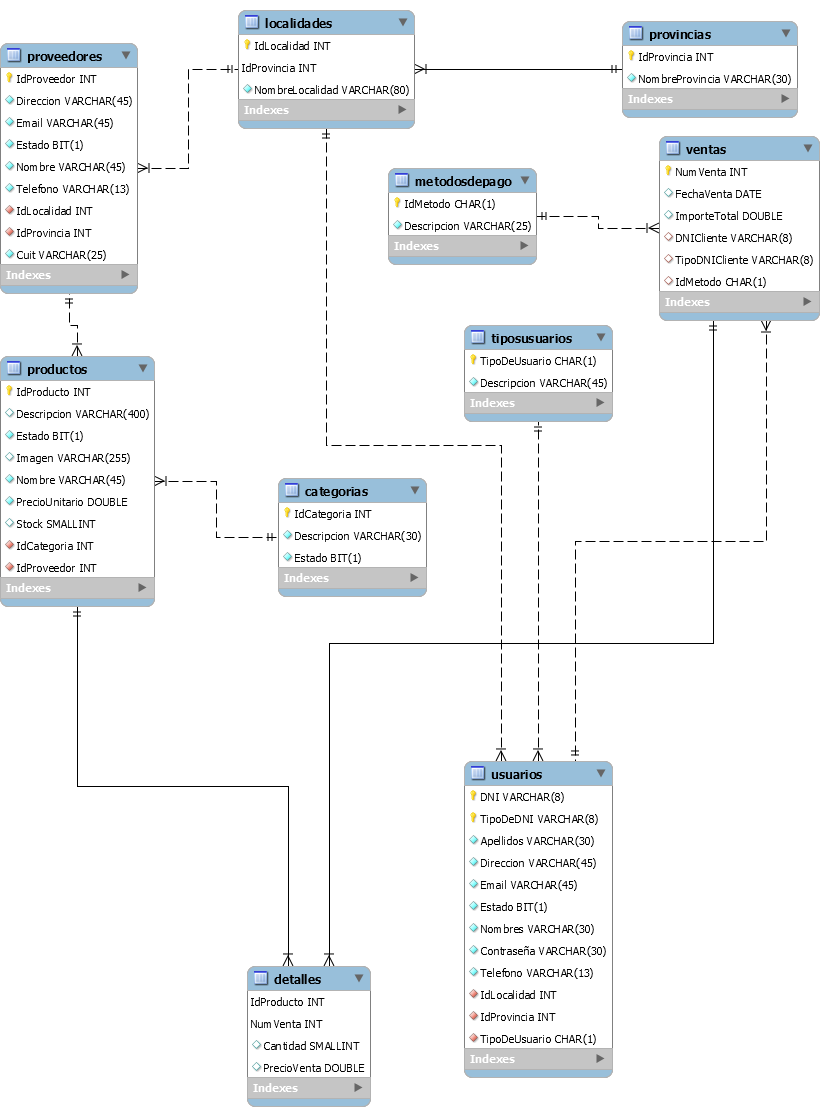 localidades
IdLocalidad INT
IdProvincia INT
NombreLocalidad VARCHAR(80)
Indexes
provincias
IdProvincia INT
NombreProvincia VARCHAR(30)
Indexes
proveedores
IdProveedor INT
Direccion VARCHAR(45)
Email VARCHAR(45)
Estado BIT(1)
Nombre VARCHAR(45)
Telefono VARCHAR(13)
IdLocalidad INT
IdProvincia INT
Cuit VARCHAR(25)
Indexes
metodosdepago
IdMetodo CHAR(1)
Descripcion VARCHAR(25)
Indexes
ventas
NumVenta INT
FechaVenta DATE
ImporteTotal DOUBLE
DNICliente VARCHAR(8)
TipoDNICliente VARCHAR(8)
IdMetodo CHAR(1)
Indexes
tiposusuarios
TipoDeUsuario CHAR(1)
Descripcion VARCHAR(45)
Indexes
productos
IdProducto INT
Descripcion VARCHAR(400)
Estado BIT(1)
Imagen VARCHAR(255)
Nombre VARCHAR(45)
PrecioUnitario DOUBLE
Stock SMALLINT
IdCategoria INT
IdProveedor INT
Indexes
categorias
IdCategoria INT
Descripcion VARCHAR(30)
Estado BIT(1)
Indexes
usuarios
DNI VARCHAR(8)
TipoDeDNI VARCHAR(8)
Apellidos VARCHAR(30)
Direccion VARCHAR(45)
Email VARCHAR(45)
Estado BIT(1)
Nombres VARCHAR(30)
Contraseña VARCHAR(30)
Telefono VARCHAR(13)
IdLocalidad INT
IdProvincia INT
TipoDeUsuario CHAR(1)
Indexes
detalles
IdProducto INT
NumVenta INT
Cantidad SMALLINT
PrecioVenta DOUBLE
Indexes